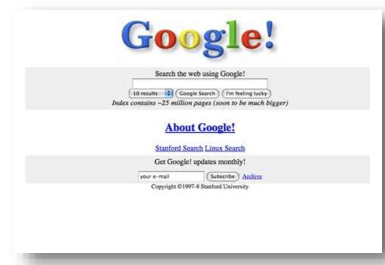 Google!
Search the web using Google!
10 results Google Search I'm feeling lucky
Index contains ~25 million pages (soon to be much bigger)
About Google!
Stanford Search Linux Search
Get Google! updates monthly!
your e-mail Subscribe Archive
Copyright ©1997-8 Stanford University